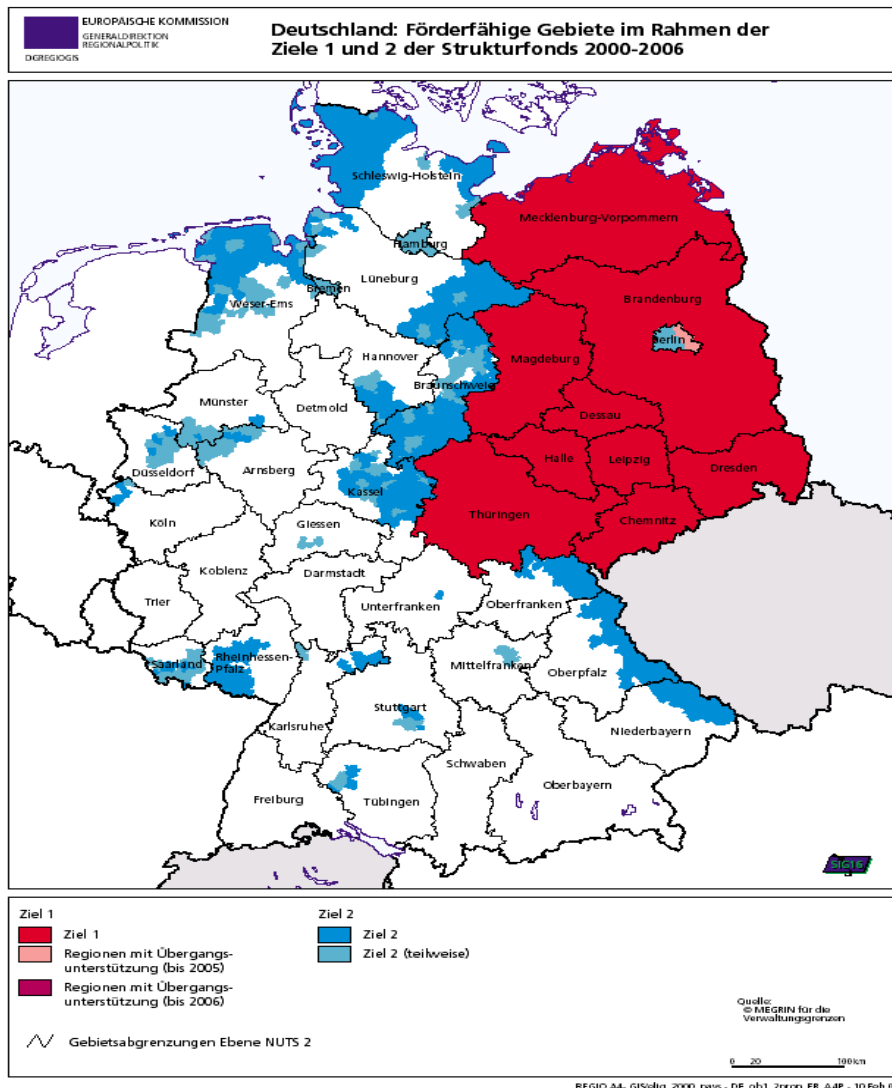 EUROPÄISCHE KOMMISSION
GENERALDIREKTION
REGIONALPOLITIK
DGREGIOGIS
Deutschland: Förderfähige Gebiete im Rahmen der
Ziele 1 und 2 der Strukturfonds 2000-2006
Schleswig-Holstein
Mecklenburg-Vorpommern
Hamburg
Lüneburg
Bremen
Brandenburg
Weser-Ems
Berlin
Hannover
Magdeburg
Braunschweig
Münster
Detmold
Dessau
Düsseldorf
Arnsberg
Halle
Leipzig
Dresden
Kassel
Thüringen
Chemnitz
Köln
Giessen
Koblenz
Darmstadt
Trier
Unterfranken
Oberfranken
Saarland
Rheinhessen-
Pfalz
Mittelfranken
Oberpfalz
Stuttgart
Karlsruhe
Niederbayern
Schwaben
Oberbayern
Freiburg
Tübingen
SIG16
Ziel 1
Ziel 2
Ziel 1
Ziel 2
Regionen mit Übergangs-
unterstützung (bis 2005)
Ziel 2 (teilweise)
Regionen mit Übergangs-
unterstützung (bis 2006)
Quelle:
© MEGRIN für die
Verwaltungsgrenzen
Gebietsabgrenzungen Ebene NUTS 2
0 20 100 km